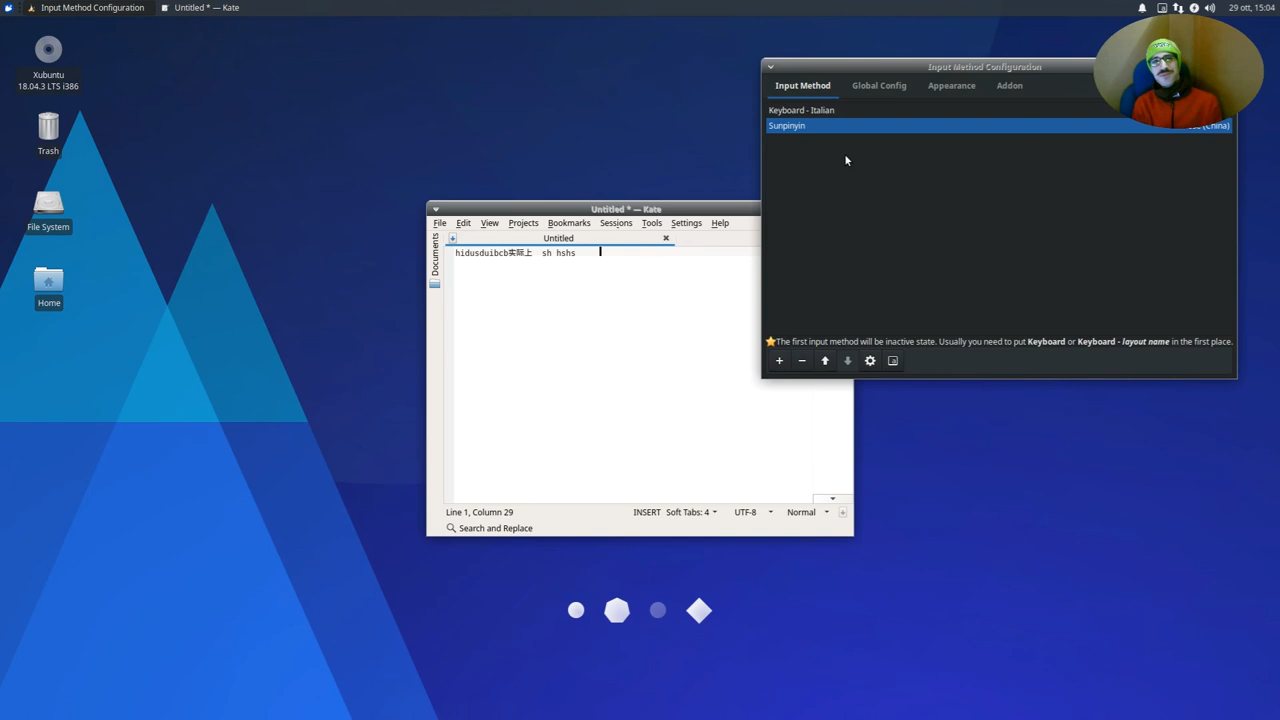 Input Method Configuration
Untitled * — Kate
29 ott, 15:04
Xubuntu
18.04.3 LTS i386
Trash
File System
Home
Input Method Configuration
Input Method Global Config Appearance Addon
Keyboard - Italian
Sunpinyin (China)
The first input method will be inactive state. Usually you need to put Keyboard or Keyboard - layout name in the first place.
Untitled * — Kate
File Edit View Projects Bookmarks Sessions Tools Settings Help
Untitled
Documents
hidusduibcb实际上 sh hshs
Line 1, Column 29 INSERT Soft Tabs: 4 UTF-8 Normal
Search and Replace